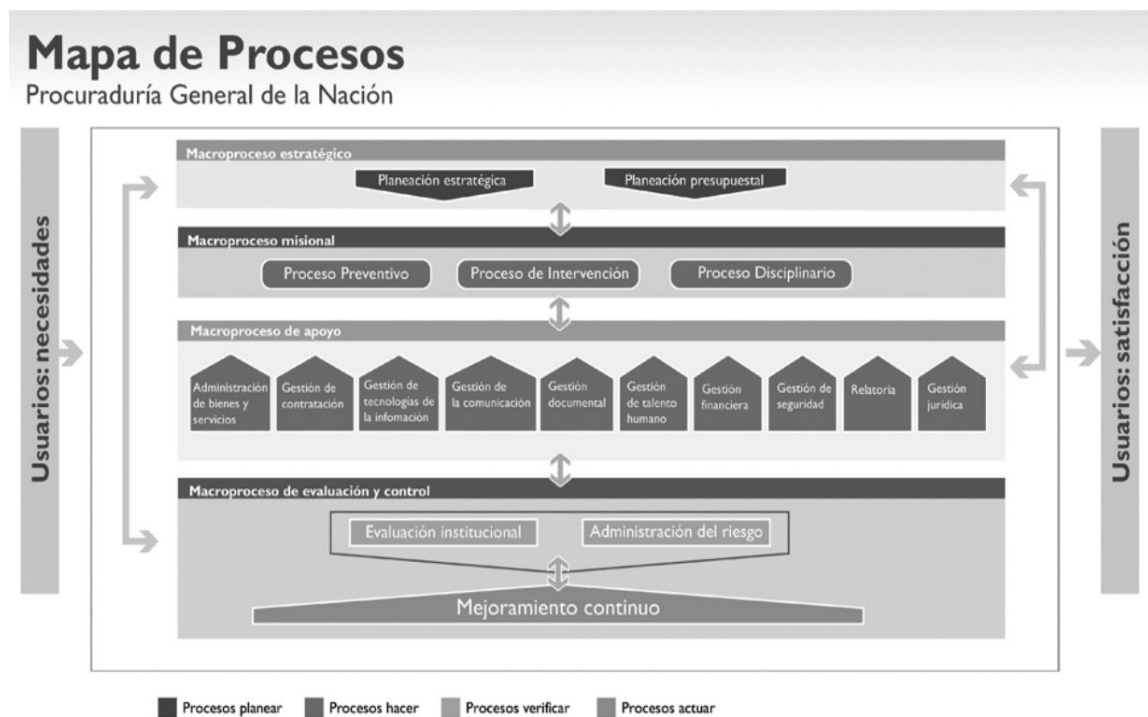 Mapa de Procesos
Procuraduría General de la Nación
Usuarios: necesidades
Macroproceso estratégico
Planeación estratégica
Planeación presupuestal
Macroproceso misional
Proceso Preventivo
Proceso de Intervención
Proceso Disciplinario
Macroproceso de apoyo
Administración
de bienes y
servicios
Gestión de
contratación
Gestión de
tecnologías de
la infomación
Gestión de
la comunicación
Gestión
documental
Gestión
de talento
humano
Gestión
financiera
Gestión de
seguridad
Relatoría
Gestión
jurídica
Macroproceso de evaluación y control
Evaluación institucional
Administración del riesgo
Mejoramiento continuo
Usuarios: satisfacción
Procesos planear
Procesos hacer
Procesos verificar
Procesos actuar